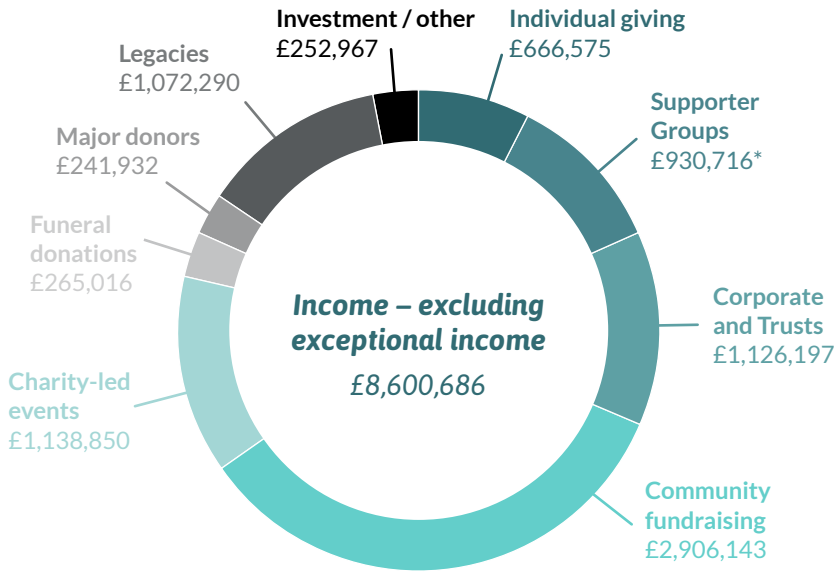 Investment / other
£252,967
Individual giving
£666,575
Supporter
Groups
£930,716*
Corporate
and Trusts
£1,126,197
Community
fundraising
£2,906,143
Charity-led
events
£1,138,850
Funeral
donations
£265,016
Major donors
£241,932
Legacies
£1,072,290
Income – excluding
exceptional income
£8,600,686